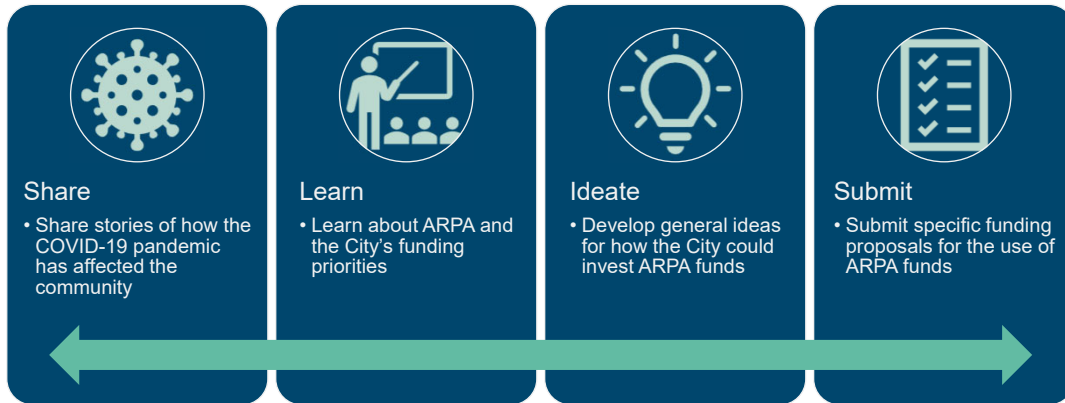 Share
• Share stories of how the
COVID-19 pandemic
has affected the
community
Learn
• Learn about ARPA and
the City’s funding
priorities
Ideate
• Develop general ideas
for how the City could
invest ARPA funds
Submit
• Submit specific funding
proposals for the use of
ARPA funds